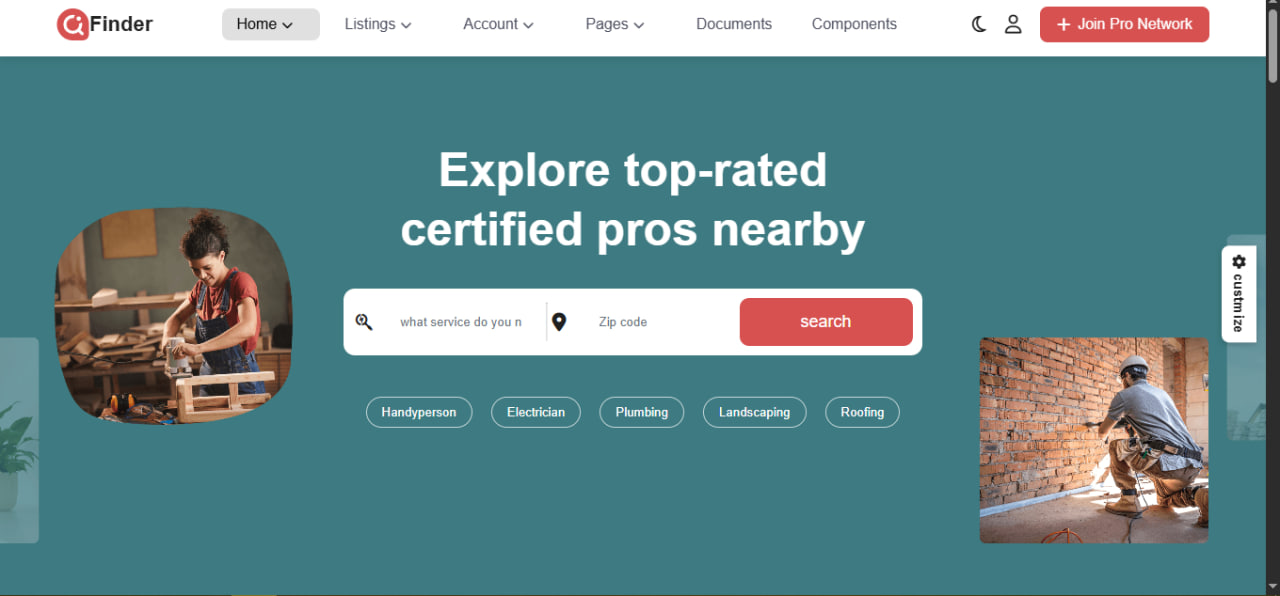 Finder
Home
Listings
Account
Pages
Documents
Components
+ Join Pro Network
Explore top-rated
certified pros nearby
what service do you n
Zip code
search
custmize
Handyperson
Electrician
Plumbing
Landscaping
Roofing